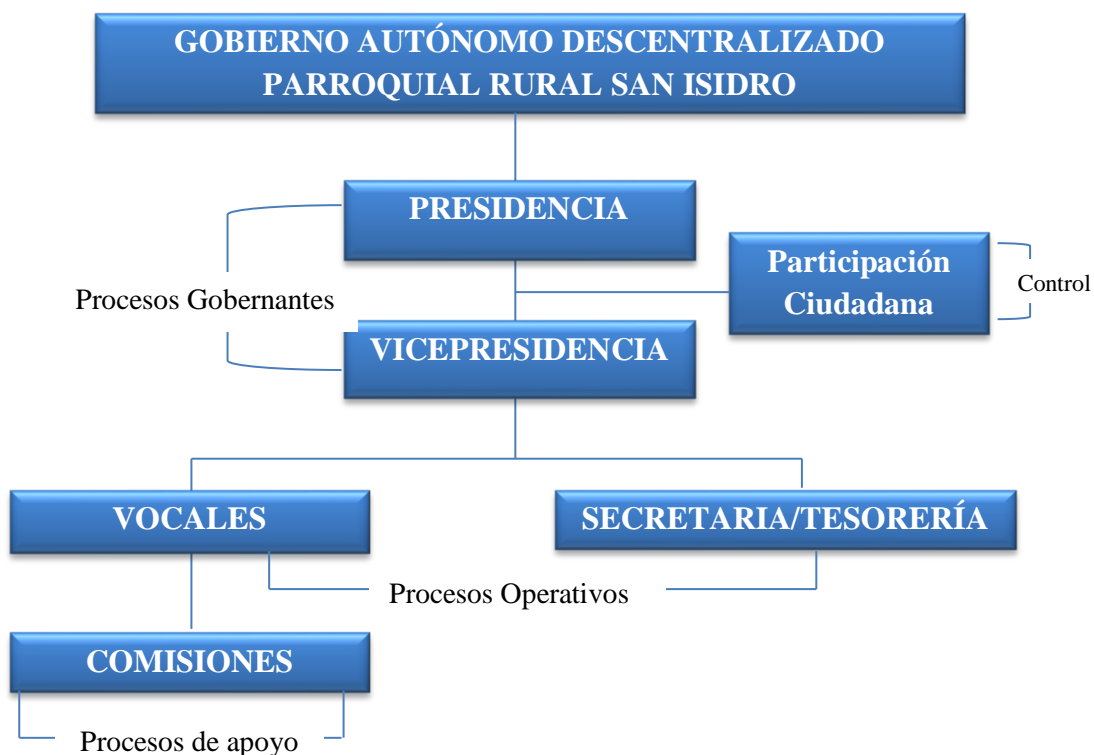 GOBIERNO AUTÓNOMO DESCENTRALIZADO
PARROQUIAL RURAL SAN ISIDRO
PRESIDENCIA
Participación
Ciudadana
Control
Procesos Gobernantes
VICEPRESIDENCIA
VOCALES
SECRETARIA/TESORERÍA
Procesos Operativos
COMISIONES
Procesos de apoyo